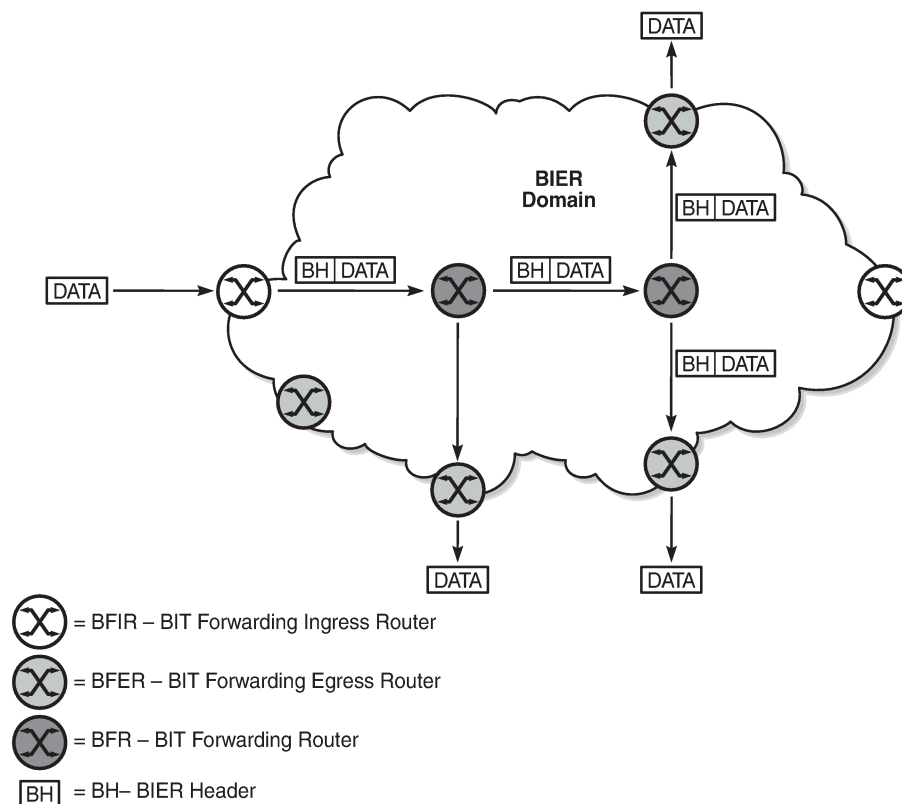 DATA
BIER
Domain
BH DATA
BH DATA
BH DATA
DATA
BH DATA
DATA
DATA
= BFIR – BIT Forwarding Ingress Router
= BFER – BIT Forwarding Egress Router
= BFR – BIT Forwarding Router
BH = BH– BIER Header